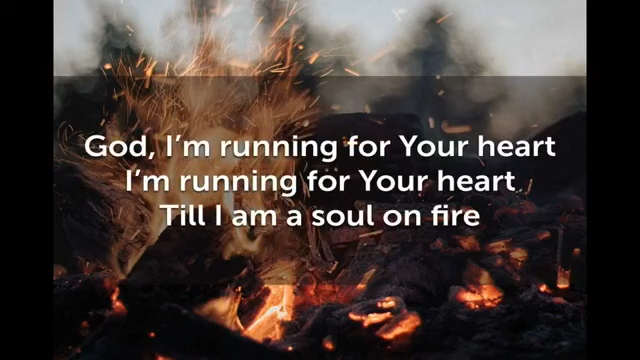 God, I'm running for Your heart
I'm running for Your heart
Till I am a soul on fire